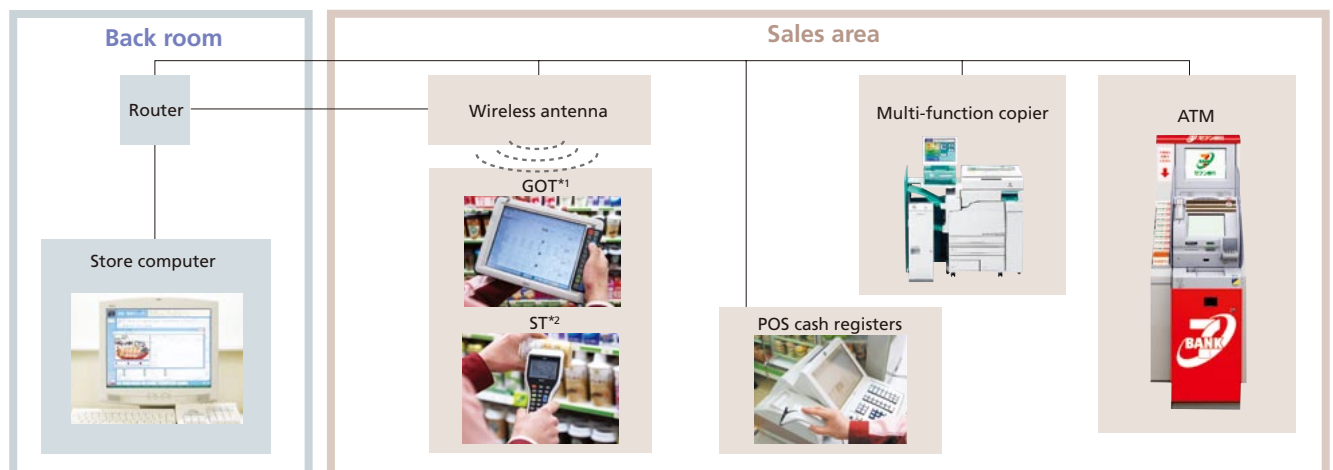 Back room
Sales area
Router
Wireless antenna
Multi-function copier
ATM
GOT*1
Store computer
ST*2
POS cash registers
7
BANK